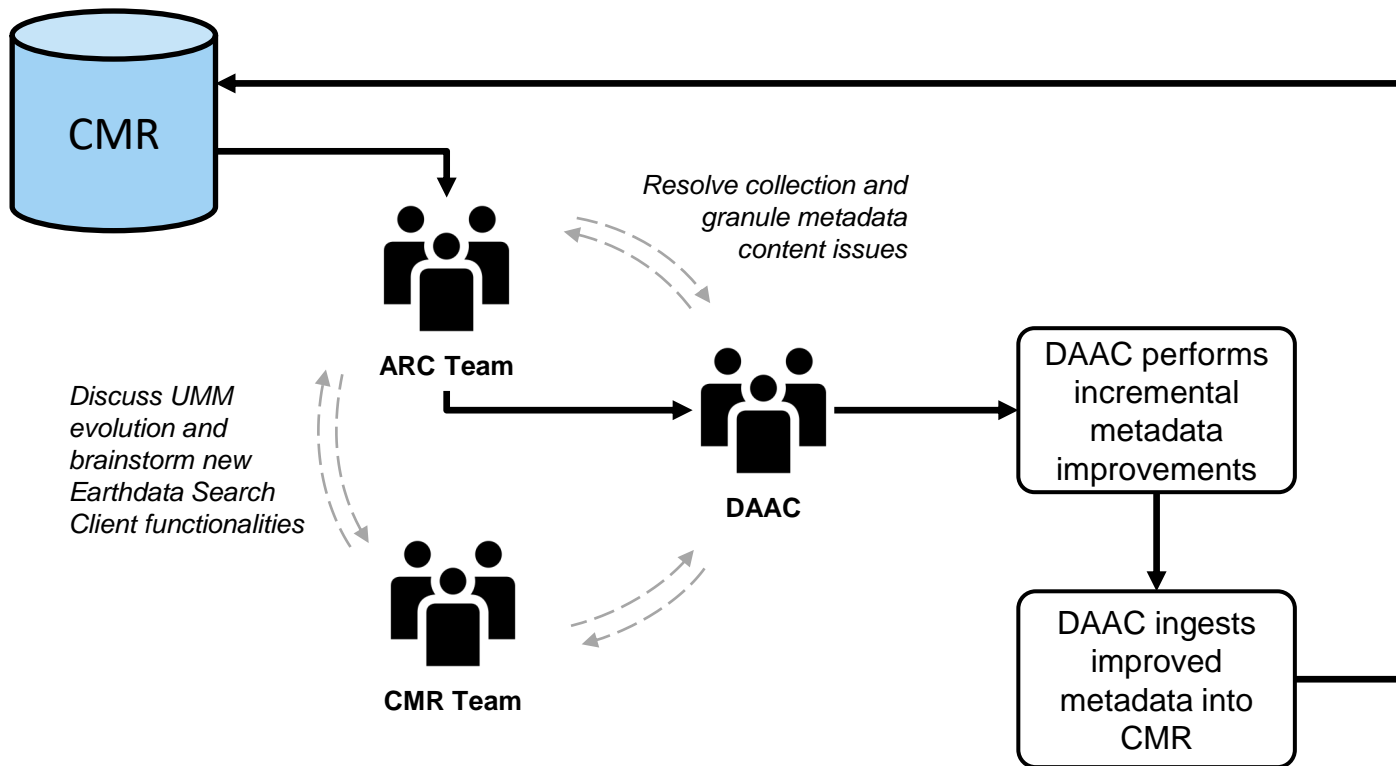 CMR
Resolve collection and
granule metadata
content issues
ARC Team
Discuss UMM
evolution and
brainstorm new
Earthdata Search
Client functionalities
DAAC
DAAC performs
incremental
metadata
improvements
CMR Team
DAAC ingests
improved
metadata into
CMR